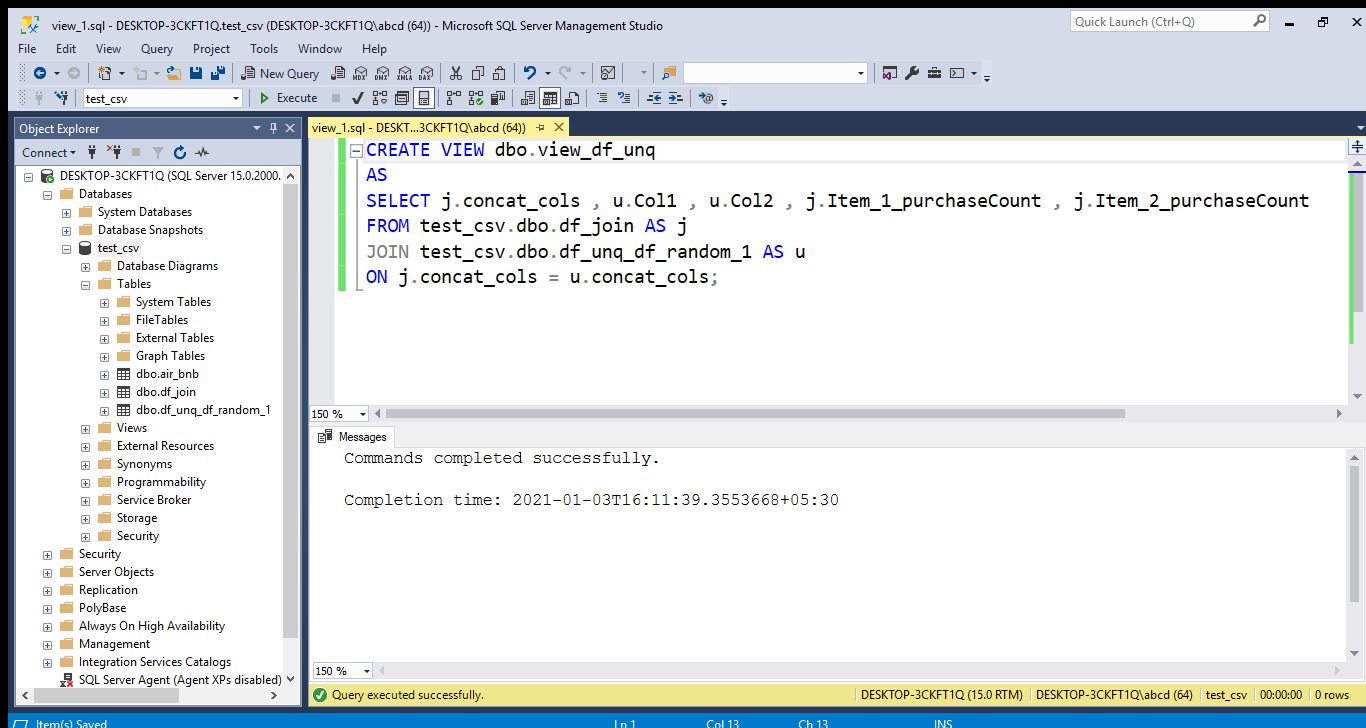 view_1.sql - DESKTOP-3CKFT1Q.test_csv (DESKTOP-3CKFT1Q\abcd (64)) - Microsoft SQL Server Management Studio
Quick Launch (Ctrl+Q)
File Edit View Query Project Tools Window Help
New Query MDX DMX XMLA DAX
test_csv Execute
Object Explorer
Connect
DESKTOP-3CKFT1Q (SQL Server 15.0.2000.
Databases
System Databases
Database Snapshots
test_csv
Database Diagrams
Tables
System Tables
FileTables
External Tables
Graph Tables
dbo.air_bnb
dbo.df_join
dbo.df_unq_df_random_1
Views
External Resources
Synonyms
Programmability
Service Broker
Storage
Security
Security
Server Objects
Replication
PolyBase
Always On High Availability
Management
Integration Services Catalogs
SQL Server Agent (Agent XPs disabled)
view_1.sql - DESKT...3CKFT1Q\abcd (64))
CREATE VIEW dbo.view_df_unq
AS
SELECT j.concat_cols , u.Col1 , u.Col2 , j.Item_1_purchaseCount , j.Item_2_purchaseCount
FROM test_csv.dbo.df_join AS j
JOIN test_csv.dbo.df_unq_df_random_1 AS u
ON j.concat_cols = u.concat_cols;
150 %
Messages
Commands completed successfully.
Completion time: 2021-01-03T16:11:39.3553668+05:30
150 %
Query executed successfully. DESKTOP-3CKFT1Q (15.0 RTM) DESKTOP-3CKFT1Q\abcd (64) test_csv 00:00:00 0 rows
Item(s) Saved Ln 1 Col 13 Ch 13 INS